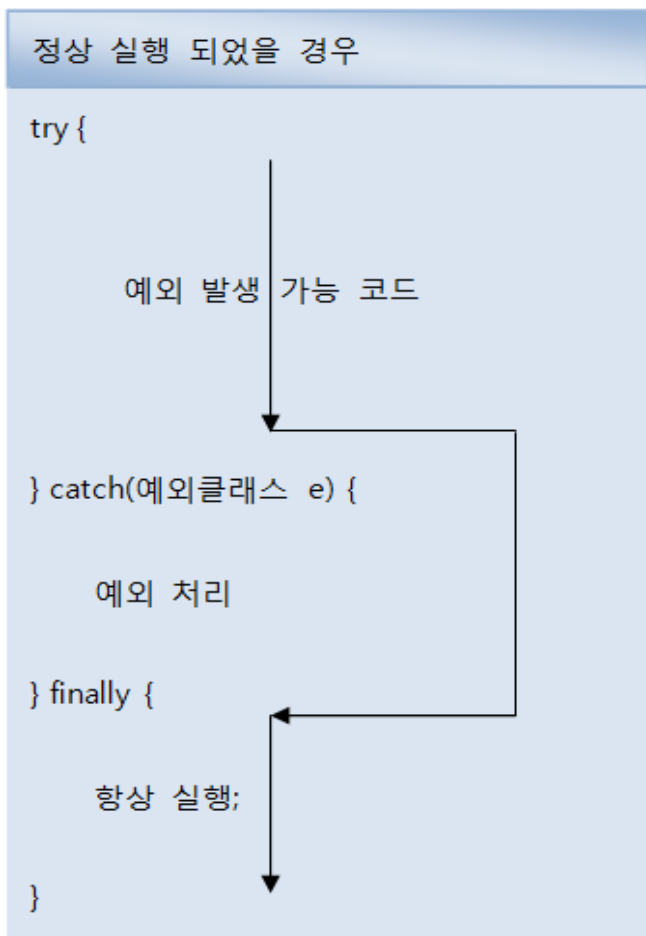 정상 실행 되었을 경우
try {
예외 발생 가능 코드
} catch(예외클래스 e) {
예외 처리
} finally {
항상 실행;
}